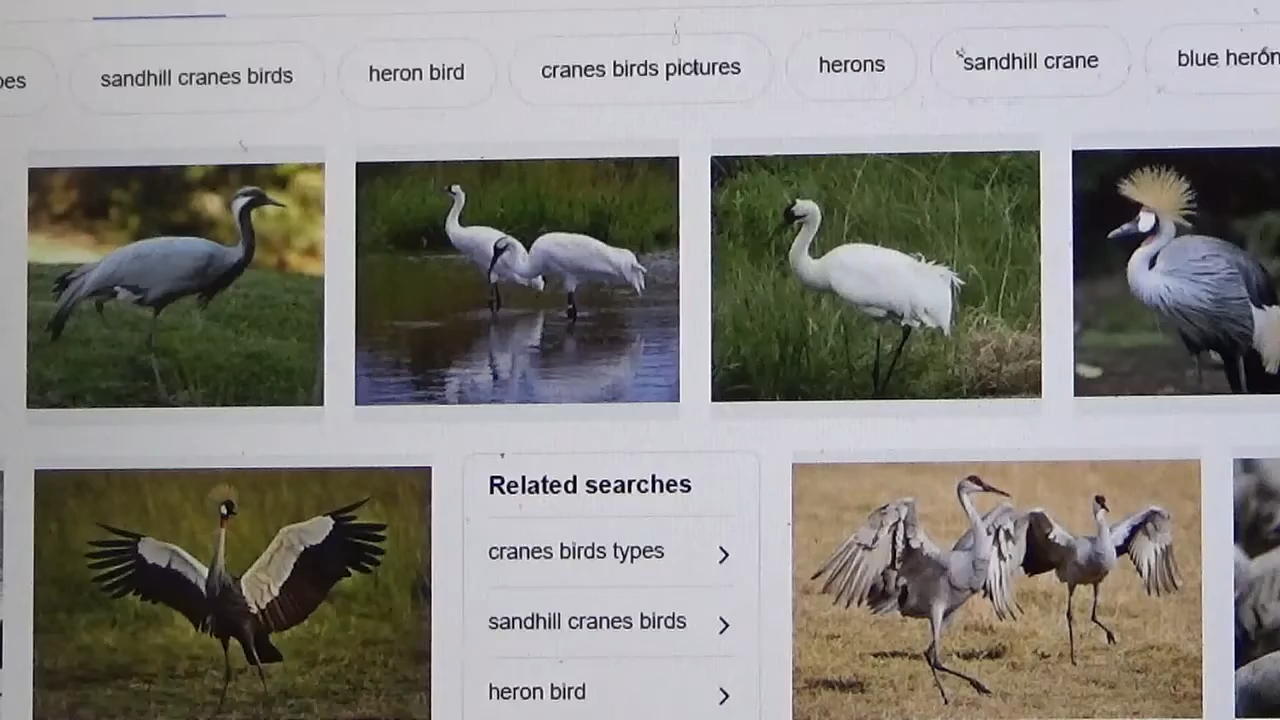 sandhill cranes birds
heron bird
cranes birds pictures
herons
sandhill crane
blue heron
Related searches
cranes birds types
sandhill cranes birds
heron bird